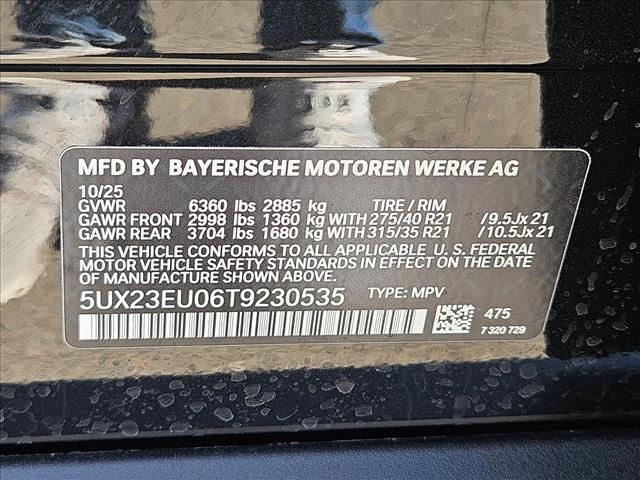 MFD BY BAYERISCHE MOTOREN WERKE AG
10/25
GVWR 6360 lbs 2885 kg TIRE / RIM
GAWR FRONT 2998 lbs 1360 kg WITH 275/40 R21 /9.5Jx 21
GAWR REAR 3704 lbs 1680 kg WITH 315/35 R21 /10.5Jx 21
THIS VEHICLE CONFORMS TO ALL APPLICABLE U. S. FEDERAL
MOTOR VEHICLE SAFETY STANDARDS IN EFFECT ON THE
DATE OF MANUFACTURE SHOWN ABOVE.
5UX23EU06T9230535 TYPE: MPV
475
7 320 729